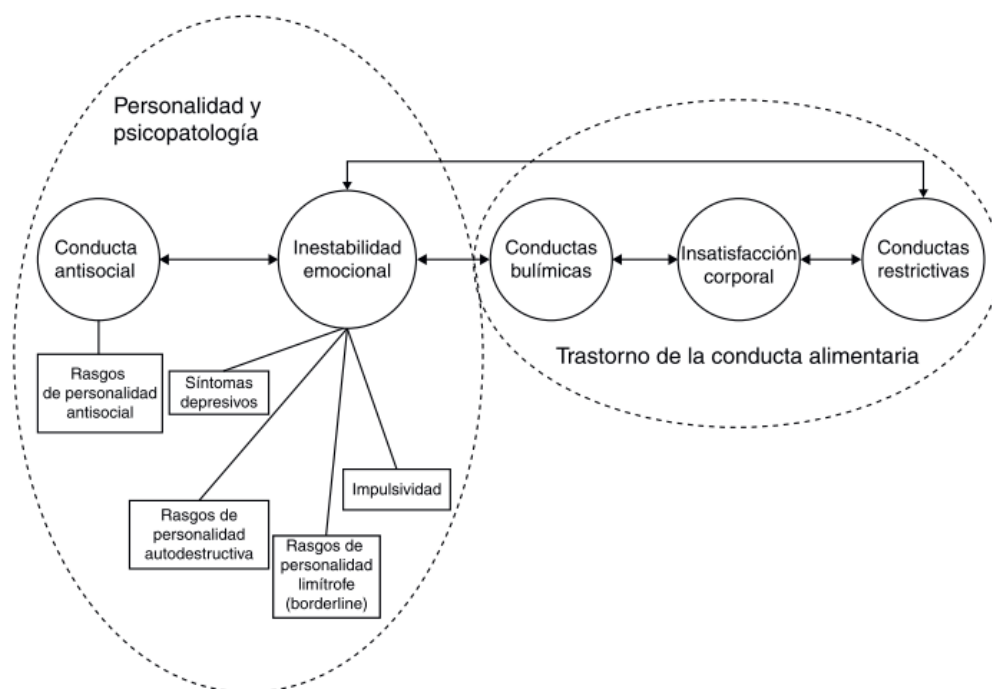 Personalidad y
psicopatología
Conducta
antisocial
Inestabilidad
emocional
Conductas
bulímicas
Insatisfacción
corporal
Conductas
restrictivas
Trastorno de la conducta alimentaria
Rasgos
de personalidad
antisocial
Síntomas
depresivos
Impulsividad
Rasgos de
personalidad
autodestructiva
Rasgos de
personalidad
limítrofe
(borderline)